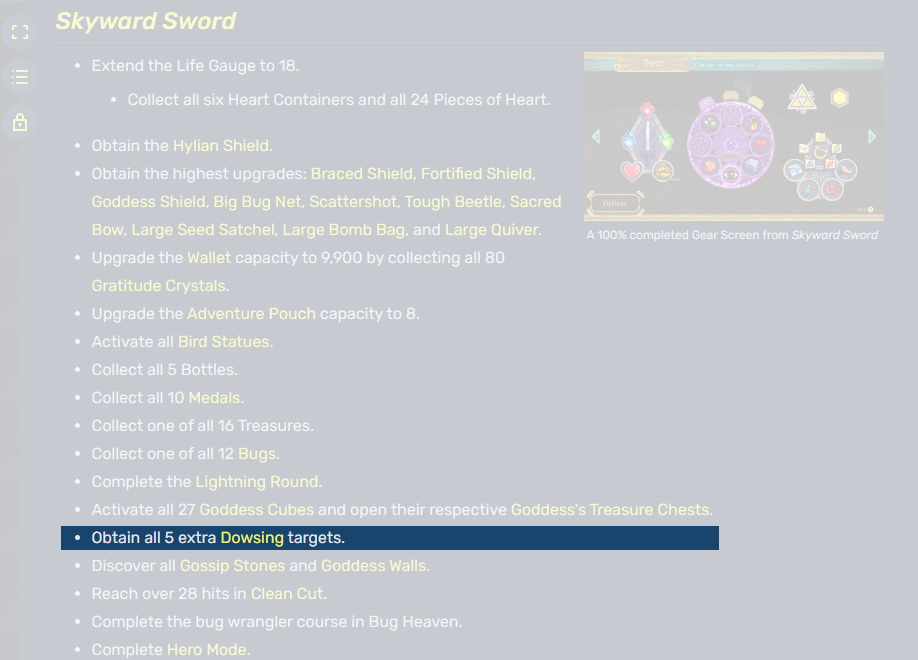 Skyward Sword
Extend the Life Gauge to 18.
Collect all six Heart Containers and all 24 Pieces of Heart.
Obtain the Hylian Shield.
Obtain the highest upgrades: Braced Shield, Fortified Shield,
Goddess Shield, Big Bug Net, Scattershot, Tough Beetle, Sacred
Bow, Large Seed Satchel, Large Bomb Bag, and Large Quiver.
Upgrade the Wallet capacity to 9,900 by collecting all 80
Gratitude Crystals.
Upgrade the Adventure Pouch capacity to 8.
Activate all Bird Statues.
Collect all 5 Bottles.
Collect all 10 Medals.
Collect one of all 16 Treasures.
Collect one of all 12 Bugs.
Complete the Lightning Round.
Activate all 27 Goddess Cubes and open their respective Goddess's Treasure Chests.
Obtain all 5 extra Dowsing targets.
Discover all Gossip Stones and Goddess Walls.
Reach over 28 hits in Clean Cut.
Complete the bug wrangler course in Bug Heaven.
Complete Hero Mode.
Gear
Options
A 100% completed Gear Screen from Skyward Sword